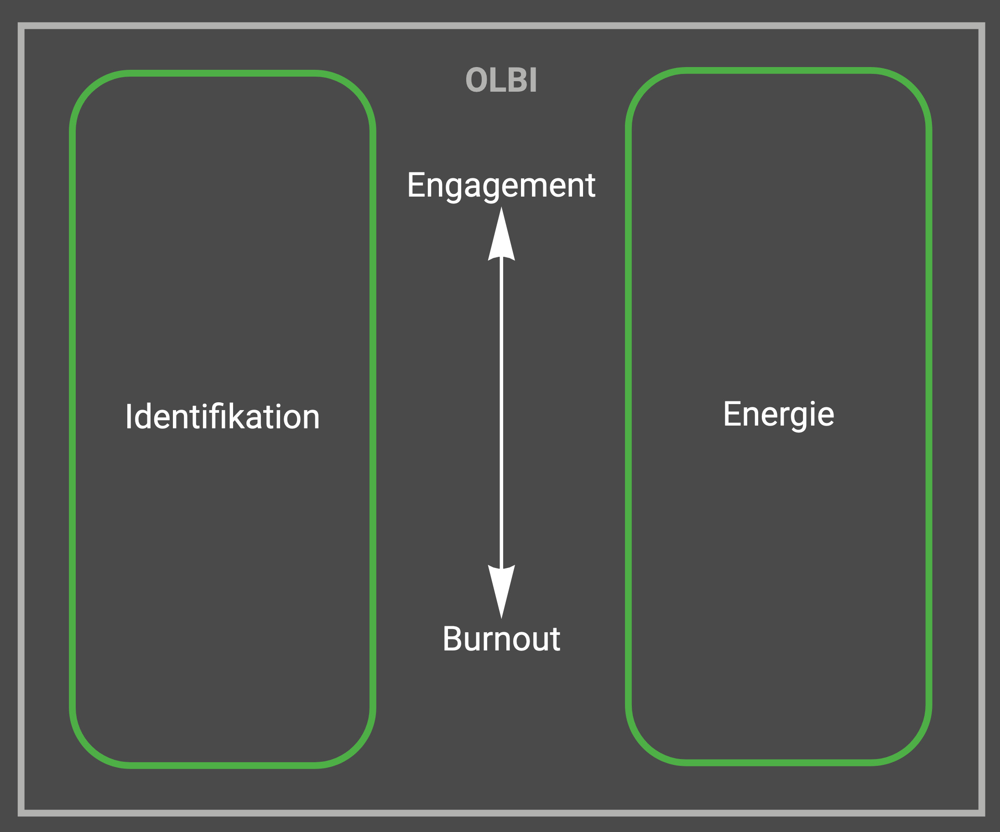 OLBI
Engagement
Identifikation
Energie
Burnout